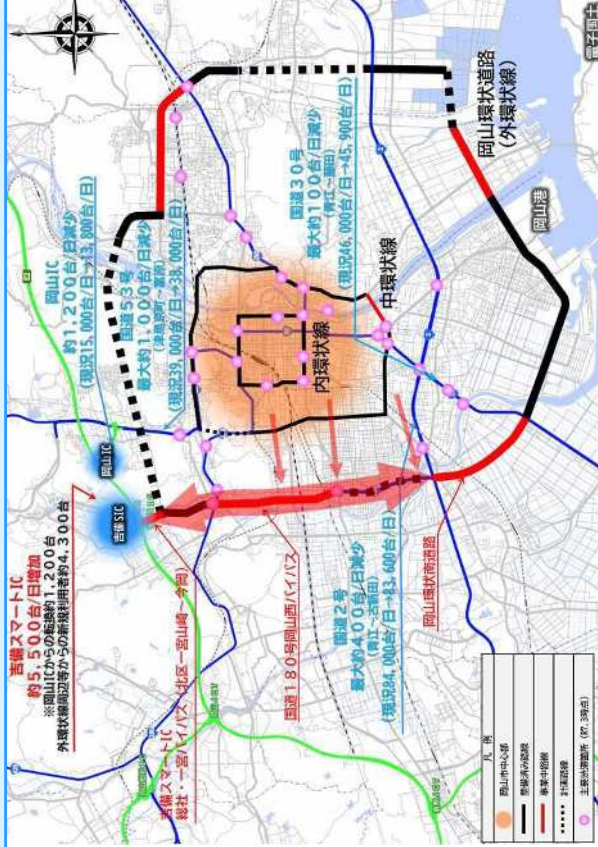 吉備スマートIC
約5,500台/日増加
※岡山ICからの転換約1,200台
外環状線周辺等からの新規利用者約4,300台
岡山IC
約1,200台/日減少
(現況15,000台/日→13,800台/日)
国道53号
最大約1,000台/日減少
(現況39,000台/日→38,000台/日)
吉備SIC
岡山IC
吉備スマートIC
総社・一宮バイパス(北区一宮山崎~今岡)
国道180号岡山西バイパス
国道2号
最大約400台/日減少
(青江~古新田)
(現況84,000台/日→83,600台/日)
岡山環状南道路
内環状線
中環状線
国道30号
最大約100台/日減少
(青江~藤田)
(現況46,000台/日→45,900台/日)
岡山環状道路
(外環状線)
岡山港
凡例
岡山市中心部
整備済み路線
事業中路線
計画路線
主要渋滞箇所(R7.3時点)